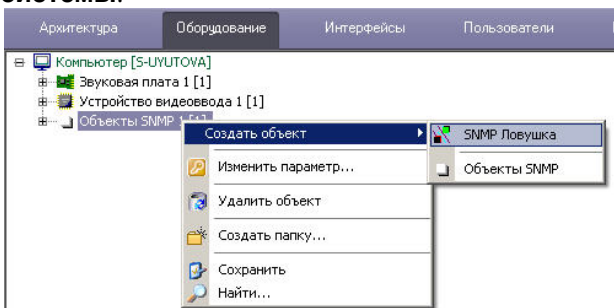 системы.
Архитектура Оборудование Интерфейсы Пользователи
Компьютер [S-UYUTOVA]
Звуковая плата 1 [1]
Устройство видеоввода 1 [1]
Объекты SNMP 1 [1]
Создать объект
SNMP Ловушка
Изменить параметр...
Объекты SNMP
Удалить объект
Создать папку...
Сохранить
Найти...